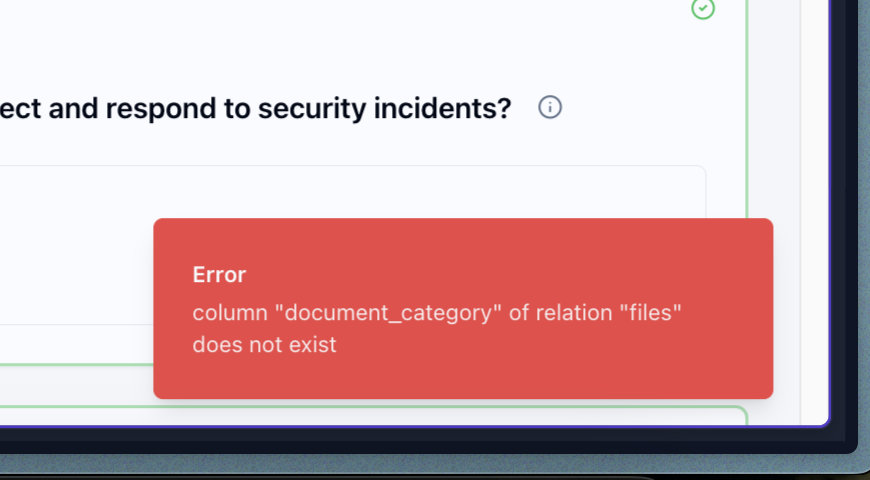 ect and respond to security incidents?
Error
column "document_category" of relation "files"
does not exist